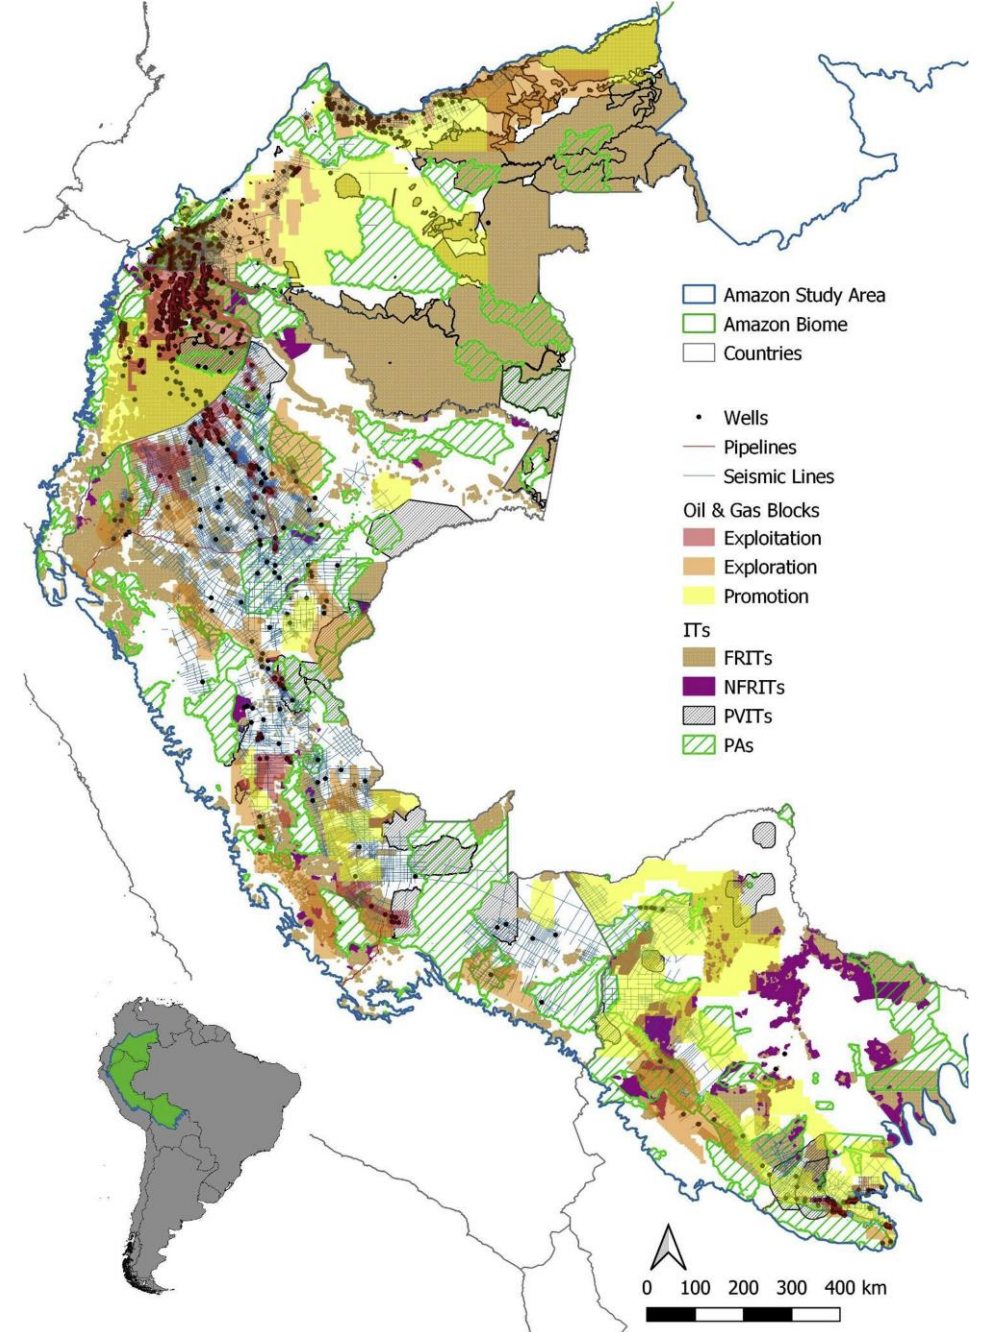 Amazon Study Area
Amazon Biome
Countries
Wells
Pipelines
Seismic Lines
Oil & Gas Blocks
Exploitation
Exploration
Promotion
ITs
FRITs
NFRITs
PVITs
PAs
0 100 200 300 400 km